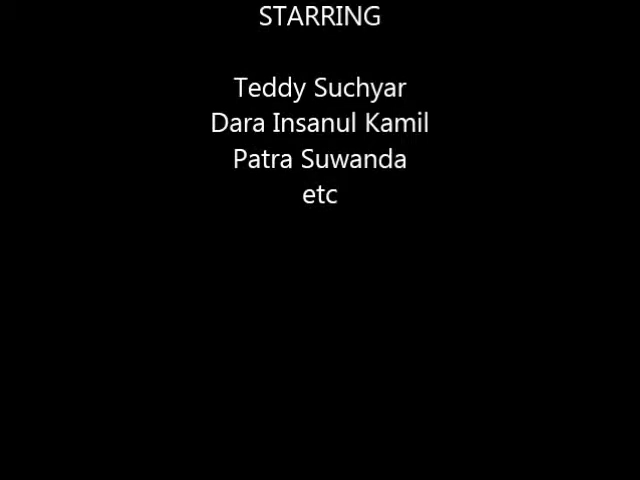 STARRING
Teddy Suchyar
Dara Insanul Kamil
Patra Suwanda
etc